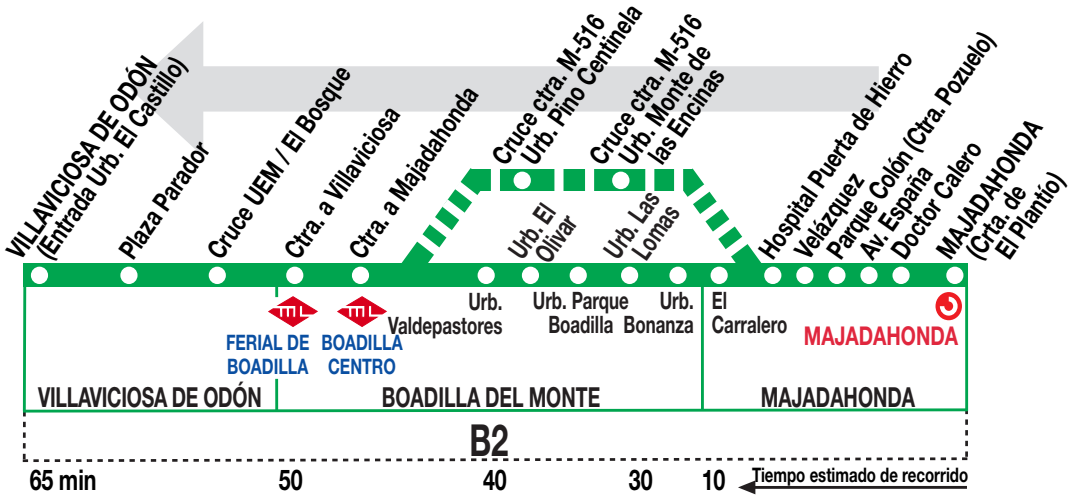 VILLAVICIOSA DE ODÓN
(Entrada Urb. El Castillo)
Plaza Parador
Cruce UEM / El Bosque
Ctra. a Villaviciosa
Ctra. a Majadahonda
Cruce ctra. M-516
Urb. Pino Centinela
Cruce ctra. M-516
Urb. Monte de
las Encinas
Hospital Puerta de Hierro
Velázquez
Parque Colón (Ctra. Pozuelo)
Av. España
Doctor Calero
MAJADAHONDA
(Crta. de
El Plantío)
Urb. El
Olivar
Urb. Las
Lomas
Urb.
Valdepastores
Urb. Parque
Boadilla
Urb.
Bonanza
El
Carralero
ML
FERIAL DE
BOADILLA
ML
BOADILLA
CENTRO
MAJADAHONDA
VILLAVICIOSA DE ODÓN
BOADILLA DEL MONTE
MAJADAHONDA
B2
65 min
50
40
30
10
Tiempo estimado de recorrido